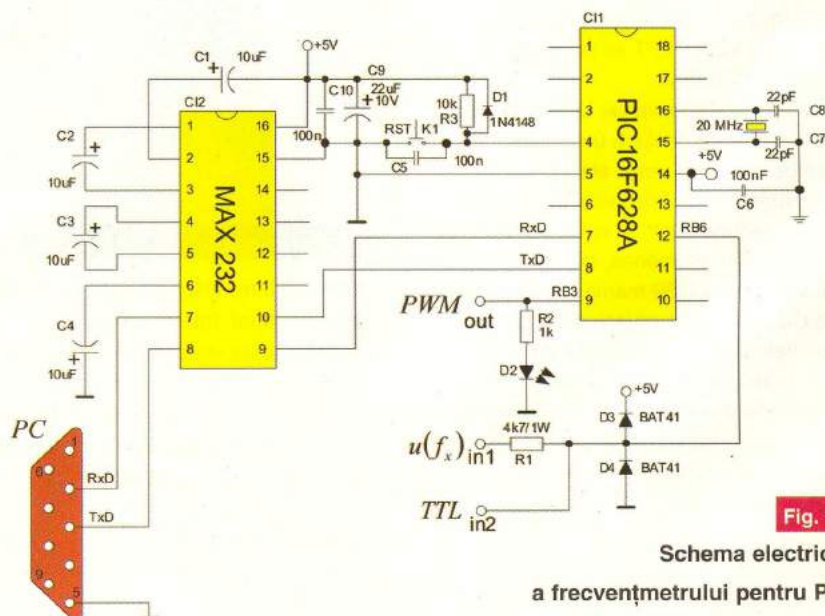 CI1
+5V
C1
10uF
C9
C10
22uF
10V
10k
R3
D1
1N4148
CI2
C2
10uF
100n
RST
K1
C5
100n
1
2
3
4
5
6
7
8
16
15
14
13
12
11
10
9
MAX 232
C3
10uF
C4
10uF
1
2
3
4
5
6
7
8
9
18
17
16
15
14
13
12
11
10
PIC16F628A
22pF
C8
20 MHz
C7
22pF
+5V
100nF
C6
RxD
RB6
TxD
PWM
out
RB3
R2
1k
D2
+5V
D3
BAT41
4k7/1W
u(fx)
in1
R1
D4
BAT41
TTL
in2
PC
1
6
RxD
TxD
9
5
Fig.
Schema electric
a frecvenţmetrului pentru P